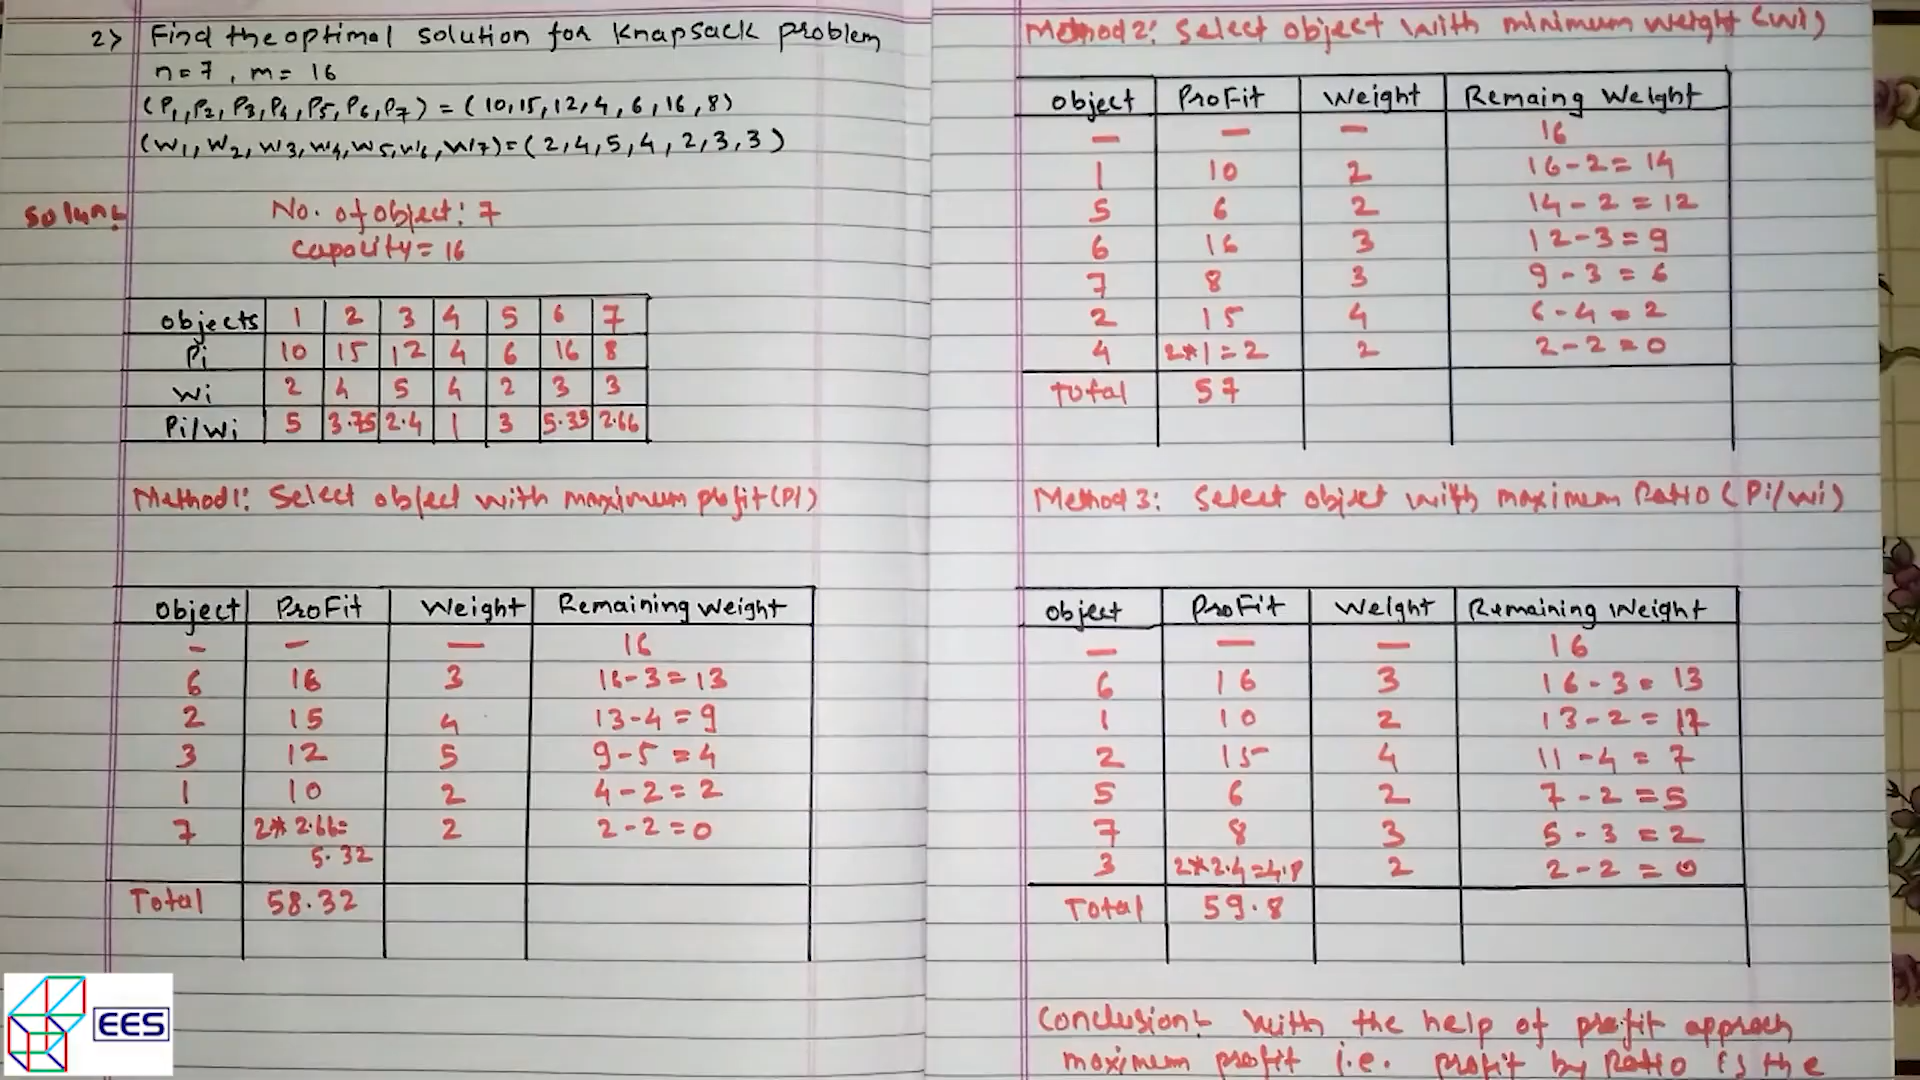 2> Find the optimal solution for Knapsack problem
n=7, m= 16
(P1,P2,P3,P4,P5,P6,P7) = (10,15,12,4,6,16,8)
(W1,W2,W3,W4,W5,W6,W7)=(2,4,5,4,2,3,3)
Soluns
No. of object: 7
capacity= 16
objects 1 2 3 4 5 6 7
Pi 10 15 12 4 6 16 8
Wi 2 4 5 4 2 3 3
Pi/Wi 5 3.75 2.4 1 3 5.33 2.66
Method1: Select object with maximum profit(Pi)
Object ProFit Weight Remaining Weight
- - - 16
6 16 3 16-3=13
2 15 4 13-4=9
3 12 5 9-5=4
1 10 2 4-2=2
7 2*2.66= 2 2-2=0
5.32
Total 58.32
EES
Method2: Select object with minimum weight (wi)
Object ProFit Weight Remaing Weight
- - - 16
1 10 2 16-2=14
5 6 2 14-2=12
6 16 3 12-3=9
7 8 3 9-3=6
2 15 4 6-4=2
4 2*1=2 2 2-2=0
Total 57
Method3: Select object with maximum Ratio (Pi/Wi)
Object ProFit Weight Remaining Weight
- - - 16
6 16 3 16-3=13
1 10 2 13-2=17
2 15 4 11-4=7
5 6 2 7-2=5
7 8 3 5-3=2
3 2*2.4=4.8 2 2-2=0
Total 59.8
Conclusion:- with the help of profit approch
maximum profit i.e. profit by Ratio is the